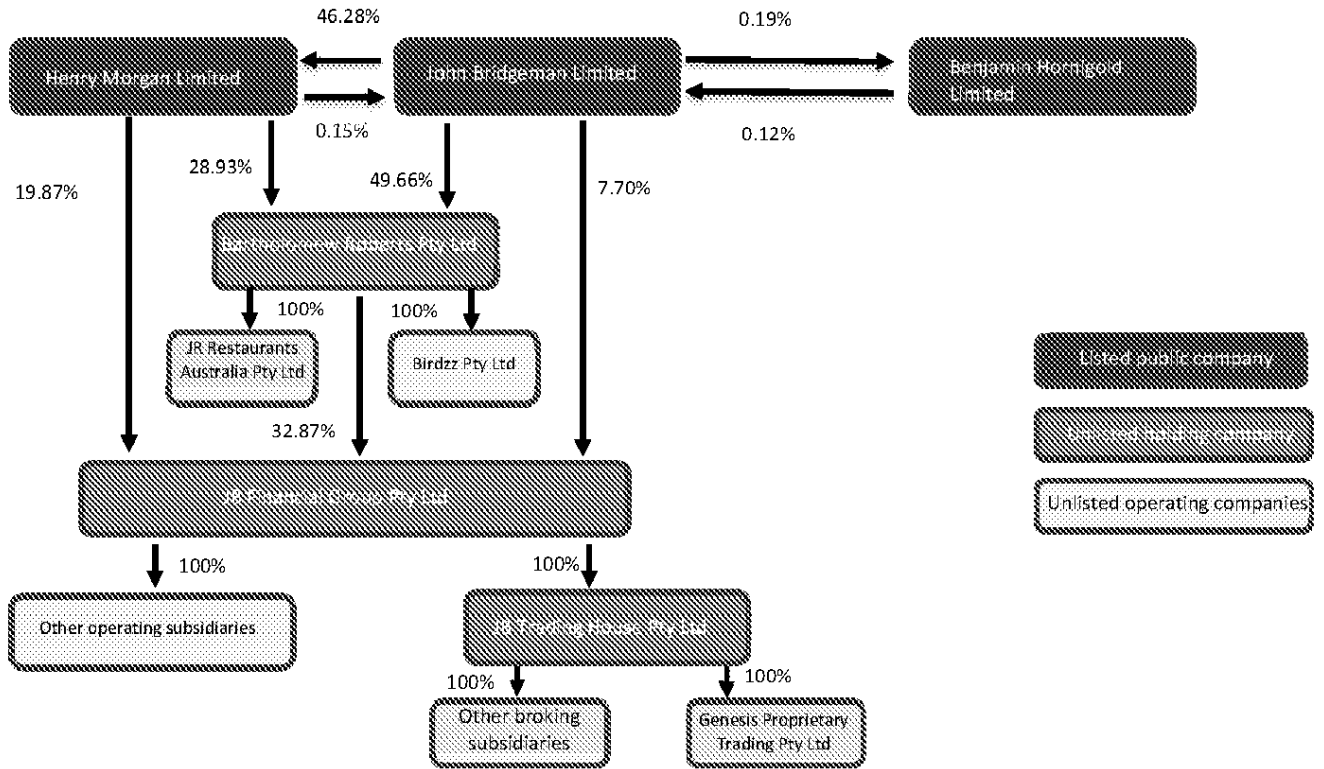 46.28%
0.19%
Henry Morgan Limited
John Bridgeman Limited
Benjamin Hornigold
Limited
0.15%
0.12%
28.93%
19.87%
49.66%
7.70%
Bartholomew Roberts Pty Ltd
100%
100%
JR Restaurants
Australia Pty Ltd
Birdzz Pty Ltd
Listed public company
32.87%
Unlisted holding company
JB Financial Group Pty Ltd
Unlisted operating companies
100%
100%
Other operating subsidiaries
JB Trading House Pty Ltd
100%
100%
Other broking
subsidiaries
Genesis Proprietary
Trading Pty Ltd